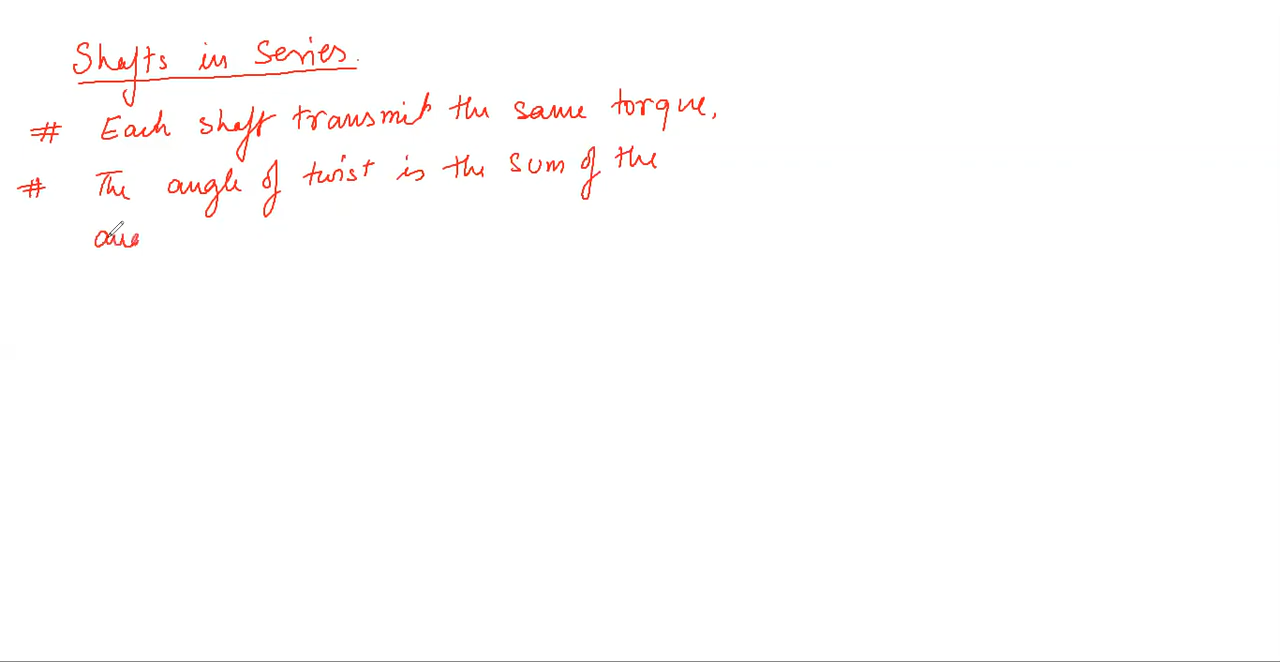 Shafts in Series.
# Each shaft transmit the same torque.
# The angle of twist is the sum of the